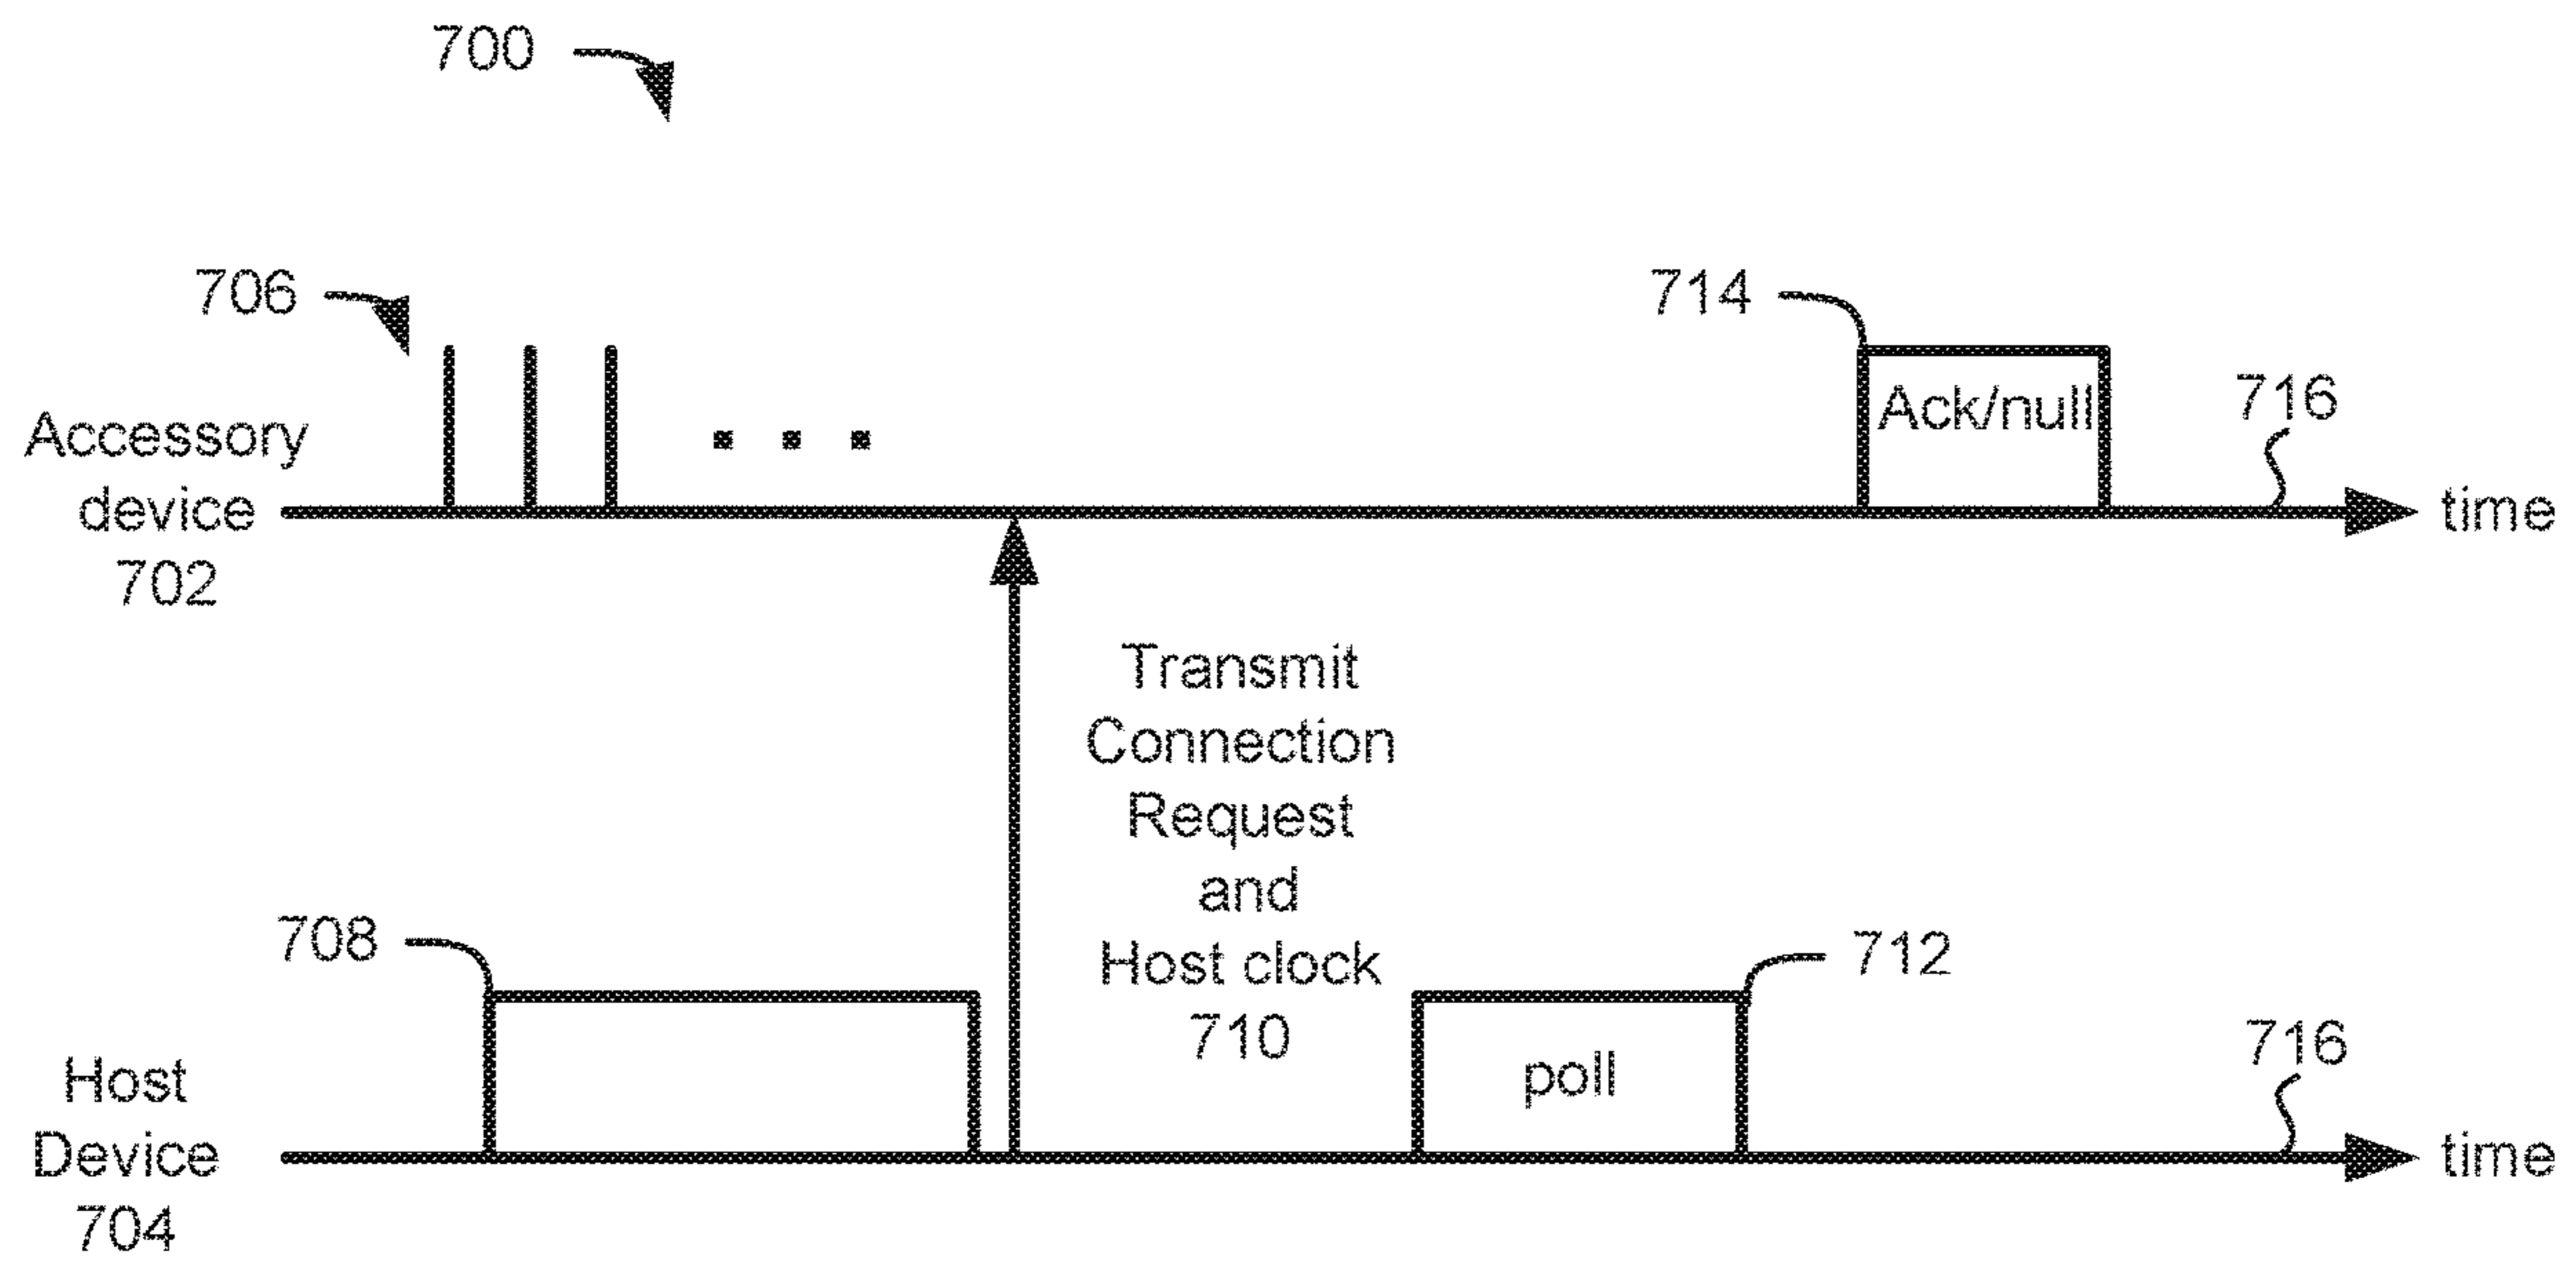 700
706
714
Ack/null
716
Accessory
device
702
time
Transmit
Connection
Request
and
Host clock
710
708
712
poll
716
Host
Device
704
time